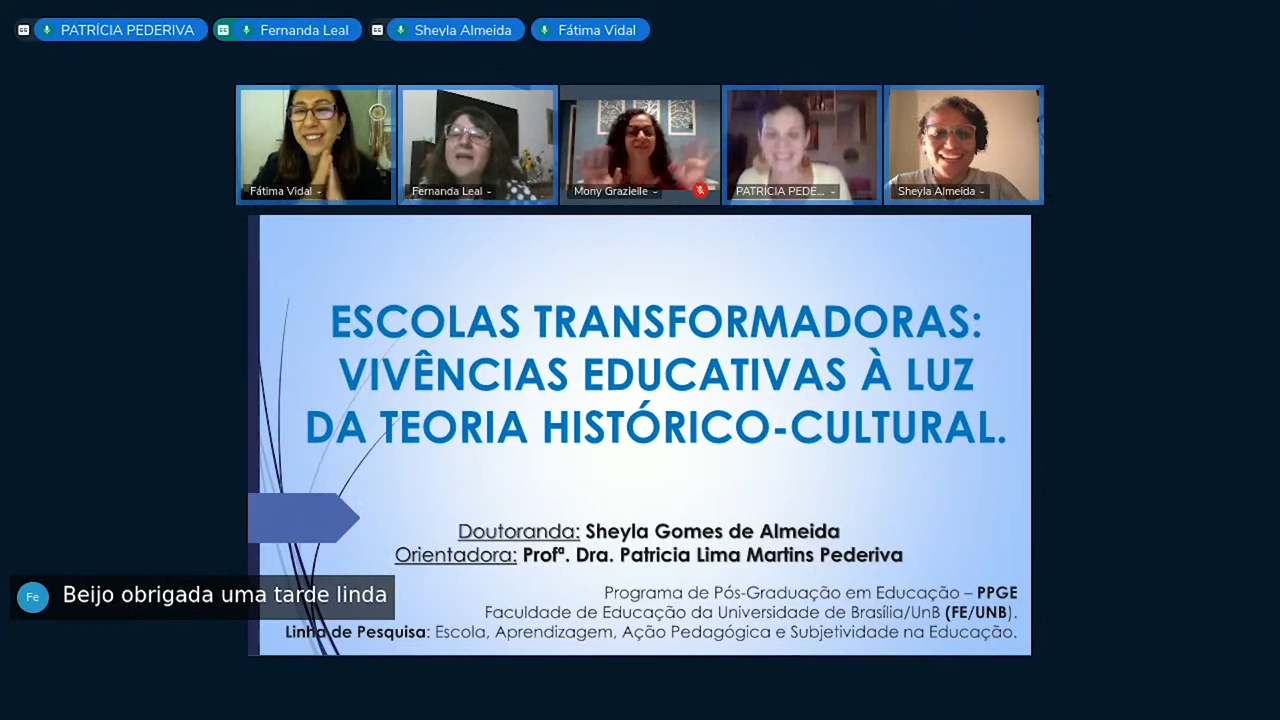 PATRÍCIA PEDERIVA
Fernanda Leal
Sheyla Almeida
Fátima Vidal
Fátima Vidal
Fernanda Leal
Mony Grazielle
PATRÍCIA PEDE...
Sheyla Almeida
ESCOLAS TRANSFORMADORAS:
VIVÊNCIAS EDUCATIVAS À LUZ
DA TEORIA HISTÓRICO-CULTURAL.
Doutoranda: Sheyla Gomes de Almeida
Orientadora: Profª. Dra. Patricia Lima Martins Pederiva
Fe
Beijo obrigada uma tarde linda
Programa de Pós-Graduação em Educação – PPGE
Faculdade de Educação da Universidade de Brasília/UnB (FE/UNB).
Linha de Pesquisa: Escola, Aprendizagem, Ação Pedagógica e Subjetividade na Educação.